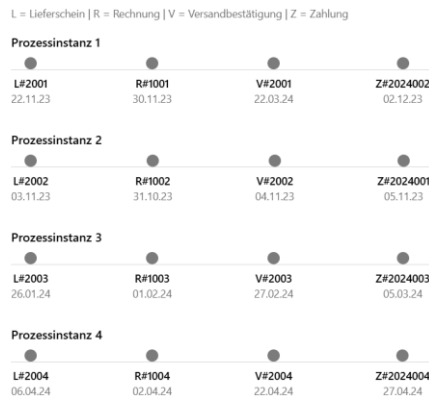 L = Lieferschein | R = Rechnung | V = Versandbestätigung | Z = Zahlung
Prozessinstanz 1
L#2001 R#1001 V#2001 Z#2024002
22.11.23 30.11.23 22.03.24 02.12.23
Prozessinstanz 2
L#2002 R#1002 V#2002 Z#2024001
03.11.23 31.10.23 04.11.23 05.11.23
Prozessinstanz 3
L#2003 R#1003 V#2003 Z#2024003
26.01.24 01.02.24 27.02.24 05.03.24
Prozessinstanz 4
L#2004 R#1004 V#2004 Z#2024004
06.04.24 02.04.24 22.04.24 27.04.24